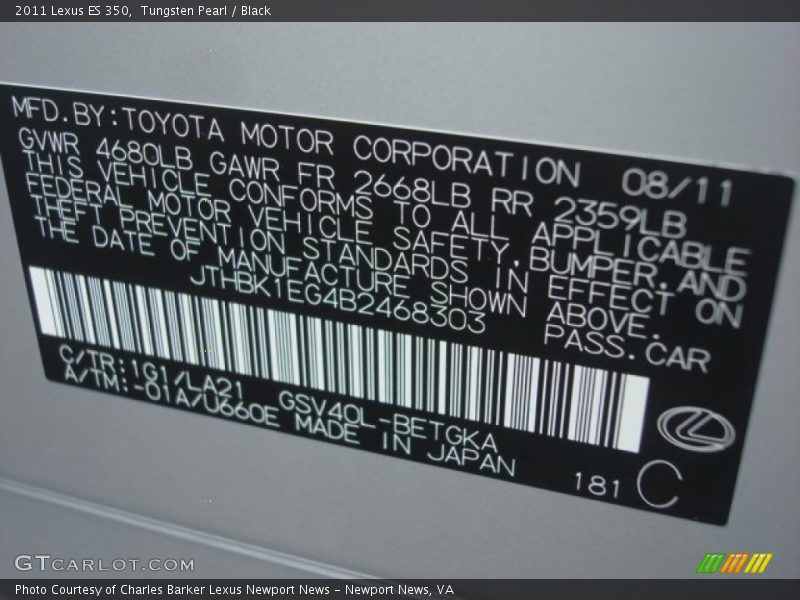 2011 Lexus ES 350,  Tungsten Pearl / Black
MFD.BY:TOYOTA MOTOR CORPORATION 08/11
GVWR 4680LB GAWR FR 2668LB RR 2359LB
THIS VEHICLE CONFORMS TO ALL APPLICABLE
FEDERAL MOTOR VEHICLE SAFETY,BUMPER,AND
THEFT PREVENTION STANDARDS IN EFFECT ON
THE DATE OF MANUFACTURE SHOWN ABOVE.
JTHBK1EG4B2468303 PASS.CAR
C/TR:1G1/LA21 GSV40L-BETGKA
A/TM:-01A/U660E MADE IN JAPAN
181 C
GTCARLOT.COM
Photo Courtesy of Charles Barker Lexus Newport News – Newport News, VA